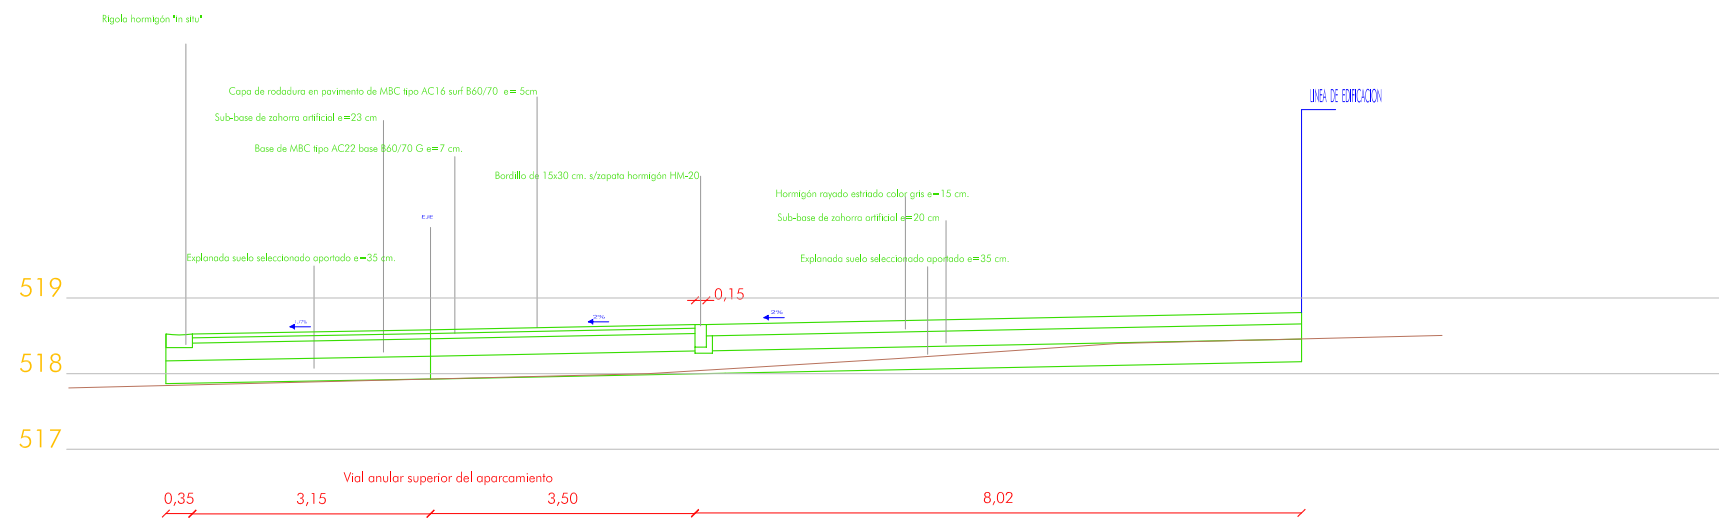 Rígola hormigón "in situ"
Capa de rodadura en pavimento de MBC tipo AC16 surf B60/70 e= 5cm
LINEA DE EDIFICACION
Sub-base de zahorra artificial e=23 cm
Base de MBC tipo AC22 base B60/70 G e=7 cm.
Bordillo de 15x30 cm. s/zapata hormigón HM-20
Hormigón rayado estriado color gris e=15 cm.
Sub-base de zahorra artificial e=20 cm
EJE
Explanada suelo seleccionado aportado e=35 cm.
Explanada suelo seleccionado aportado e=35 cm.
519
0,15
2%
2%
518
517
Vial anular superior del aparcamiento
0,35
3,15
3,50
8,02